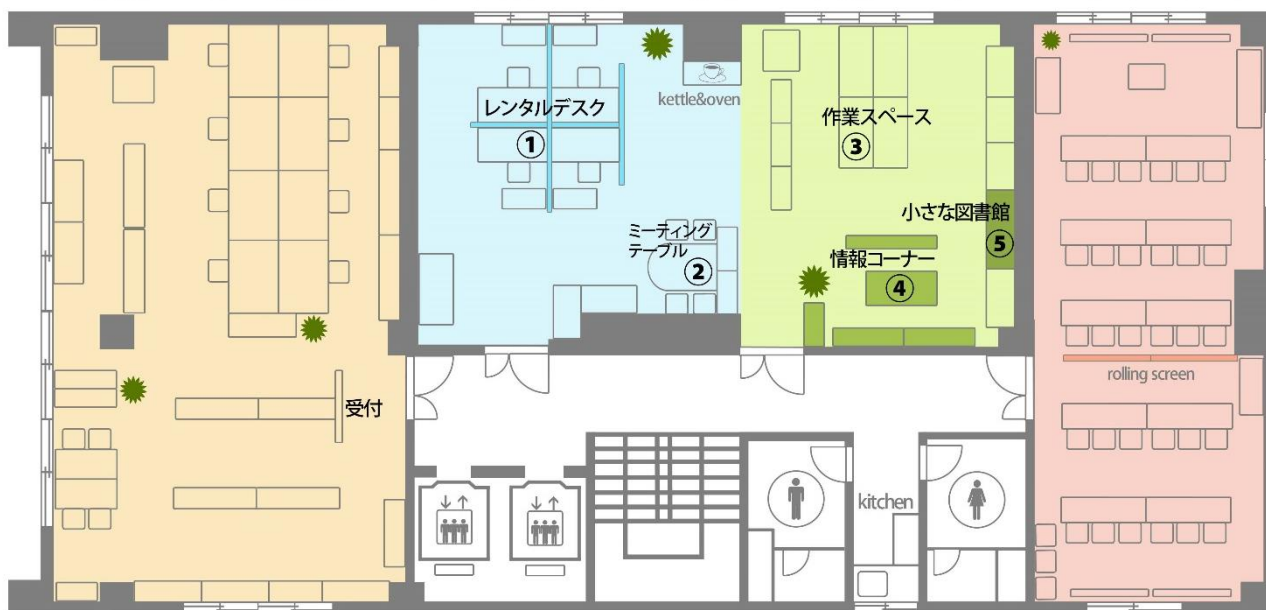 レンタルデスク
①
kettle&oven
作業スペース
③
小さな図書館
⑤
ミーティング
テーブル
②
情報コーナー
④
受付
rolling screen
kitchen